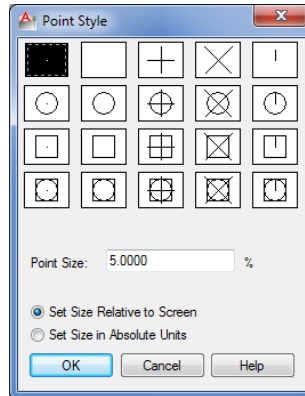 Point Style
Point Size: 5.0000 %
Set Size Relative to Screen
Set Size in Absolute Units
OK Cancel Help